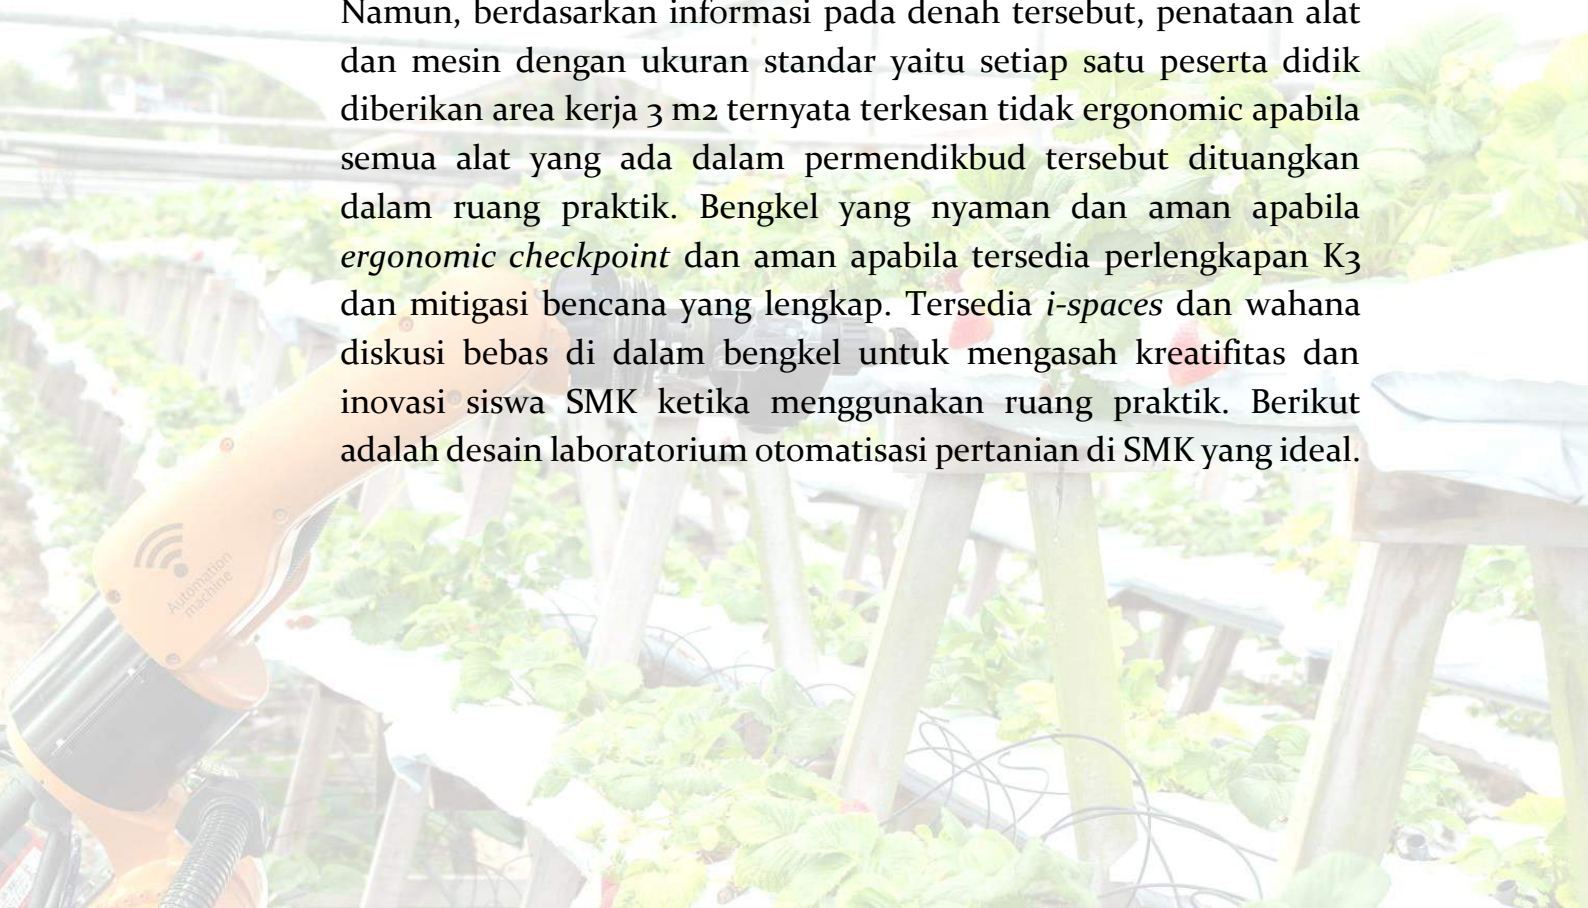 Namun, berdasarkan informasi pada denah tersebut, penataan alat
dan mesin dengan ukuran standar yaitu setiap satu peserta didik
diberikan area kerja 3 m2 ternyata terkesan tidak ergonomic apabila
semua alat yang ada dalam permendikbud tersebut dituangkan
dalam ruang praktik. Bengkel yang nyaman dan aman apabila
ergonomic checkpoint dan aman apabila tersedia perlengkapan K3
dan mitigasi bencana yang lengkap. Tersedia i-spaces dan wahana
diskusi bebas di dalam bengkel untuk mengasah kreatifitas dan
inovasi siswa SMK ketika menggunakan ruang praktik. Berikut
adalah desain laboratorium otomatisasi pertanian di SMK yang ideal.
Automation
machine